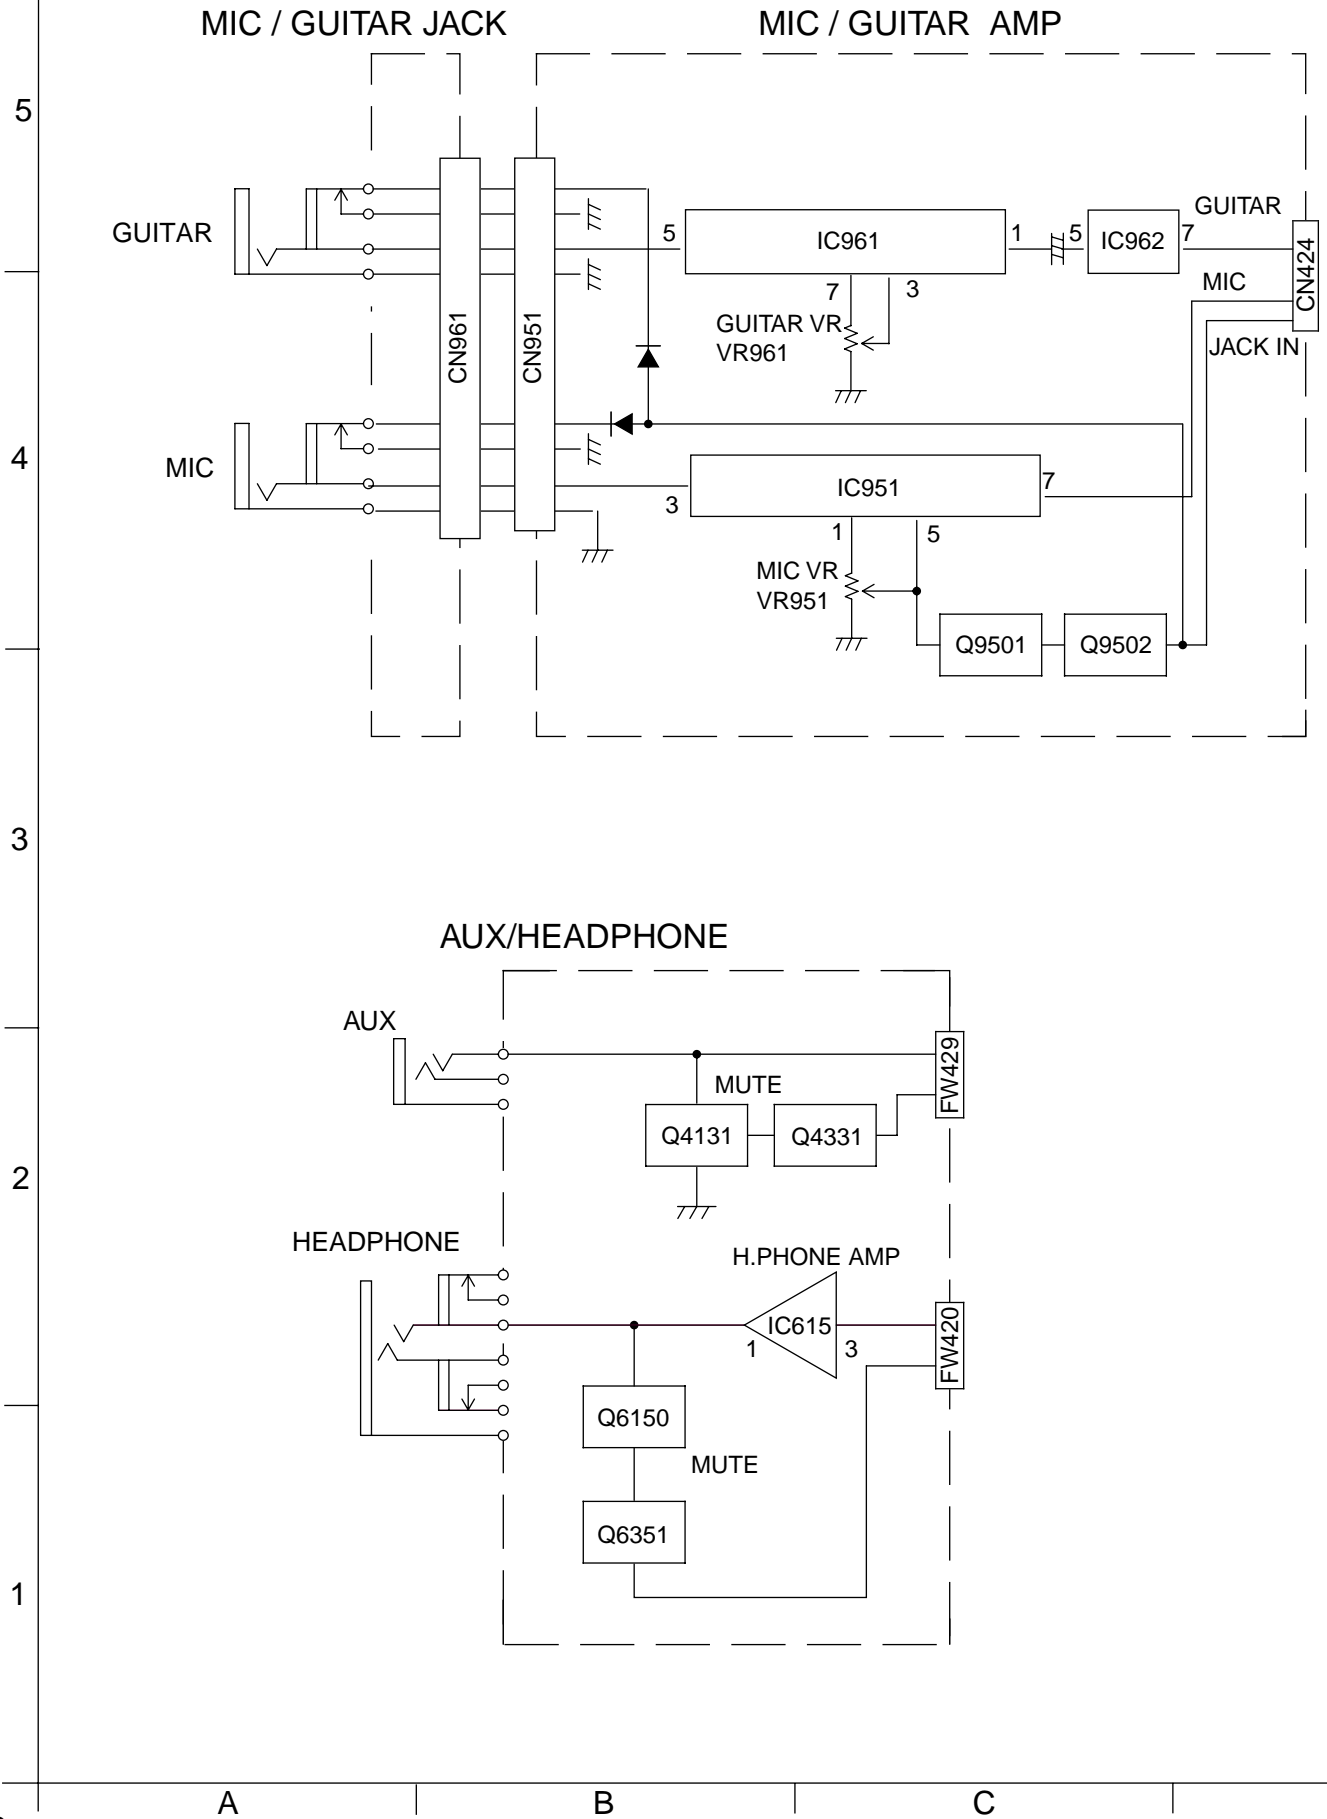 MIC / GUITAR JACK
MIC / GUITAR AMP
5
GUITAR
CN961
CN951
5
IC961
1
5
IC962
7
GUITAR
CN424
7
3
MIC
GUITAR VR
VR961
JACK IN
4
MIC
3
IC951
7
1
5
MIC VR
VR951
Q9501
Q9502
3
AUX/HEADPHONE
AUX
FW429
MUTE
Q4131
Q4331
2
HEADPHONE
H.PHONE AMP
IC615
1
3
FW420
Q6150
MUTE
Q6351
1
A
B
C